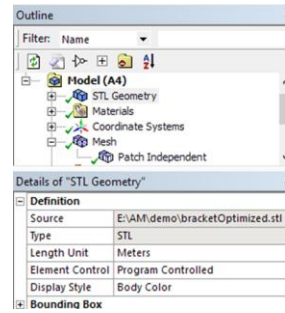 Outline
Filter: Name
Model (A4)
STL Geometry
Materials
Coordinate Systems
Mesh
Patch Independent
Details of "STL Geometry"
Definition
Source E:\AM\demo\bracketOptimized.stl
Type STL
Length Unit Meters
Element Control Program Controlled
Display Style Body Color
Bounding Box